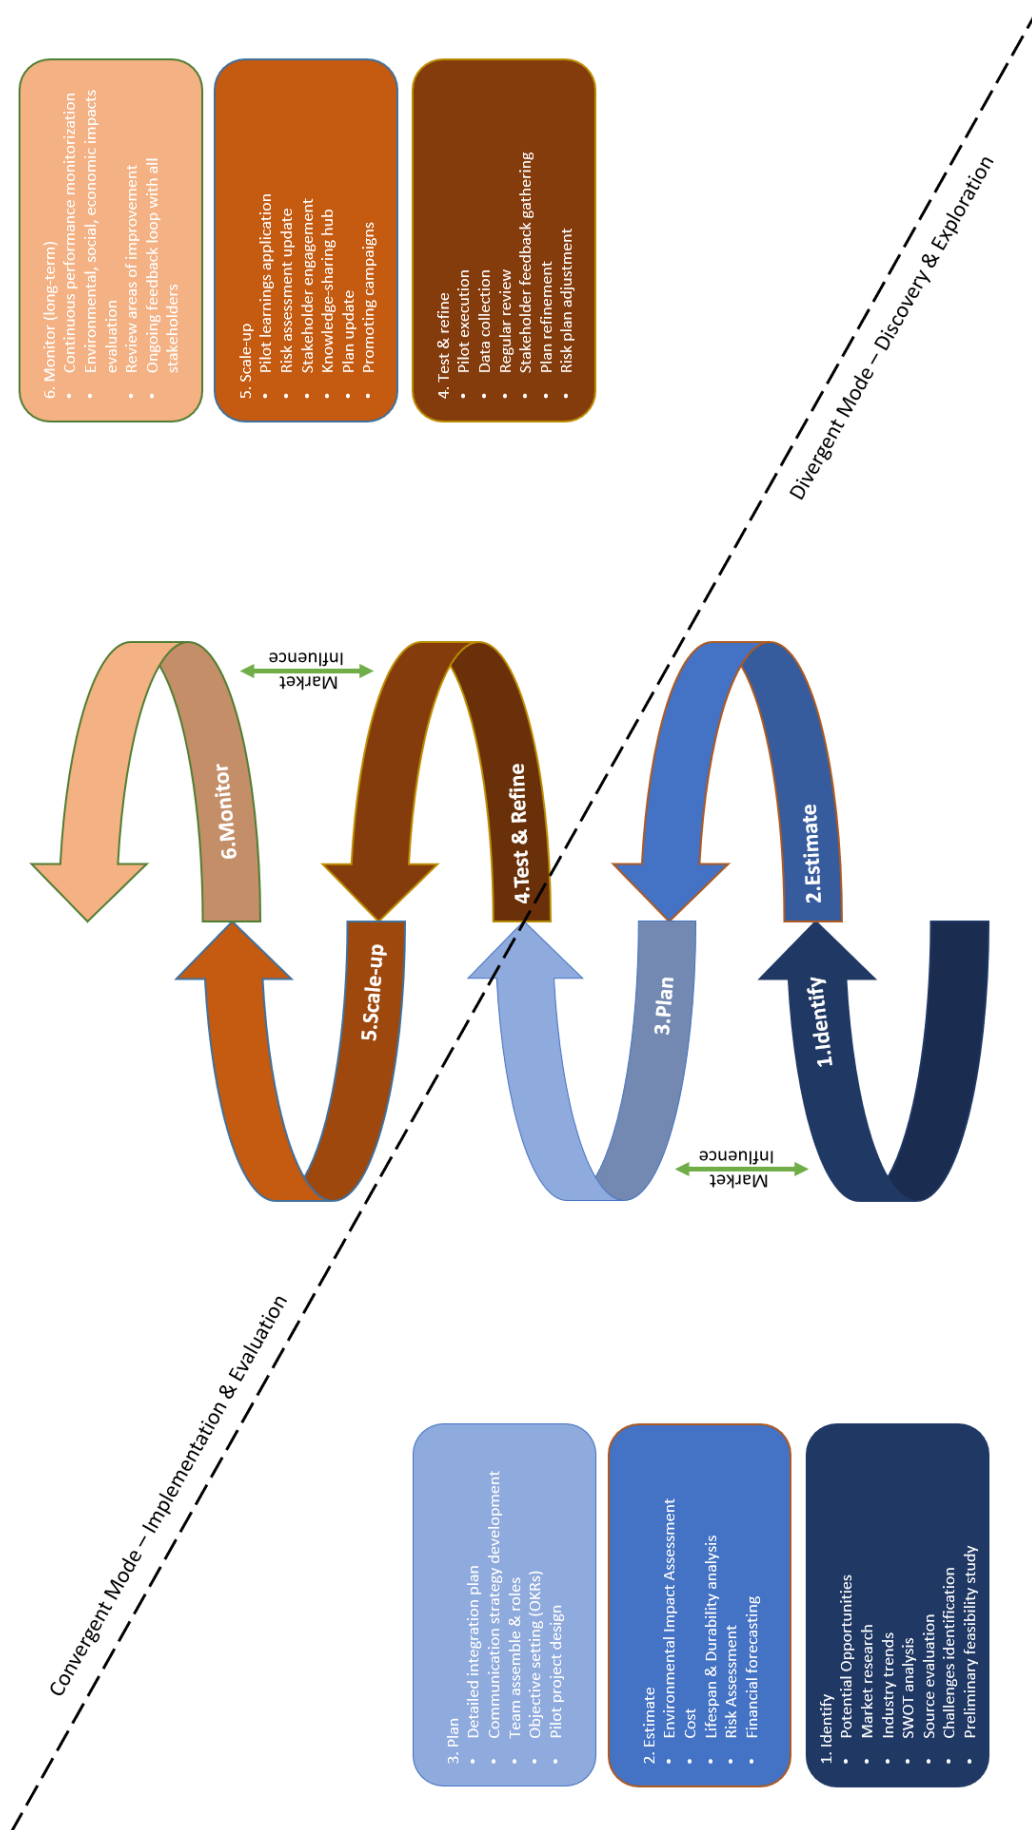 6. Monitor (long-term)
• Continuous performance monitorization
• Environmental, social, economic impacts
evaluation
• Review areas of improvement
• Ongoing feedback loop with all
stakeholders
5. Scale-up
• Pilot learnings application
• Risk assessment update
• Stakeholder engagement
• Knowledge-sharing hub
• Plan update
• Promoting campaigns
4. Test & refine
• Pilot execution
• Data collection
• Regular review
• Stakeholder feedback gathering
• Plan refinement
• Risk plan adjustment
Divergent Mode – Discovery & Exploration
6.Monitor
Market
Influence
5.Scale-up
4.Test & Refine
3.Plan
2.Estimate
1.Identify
Market
Influence
Convergent Mode – Implementation & Evaluation
3. Plan
• Detailed integration plan
• Communication strategy development
• Team assemble & roles
• Objective setting (OKRs)
• Pilot project design
2. Estimate
• Environmental Impact Assessment
• Cost
• Lifespan & Durability analysis
• Risk Assessment
• Financial forecasting
1. Identify
• Potential Opportunities
• Market research
• Industry trends
• SWOT analysis
• Source evaluation
• Challenges identification
• Preliminary feasibility study